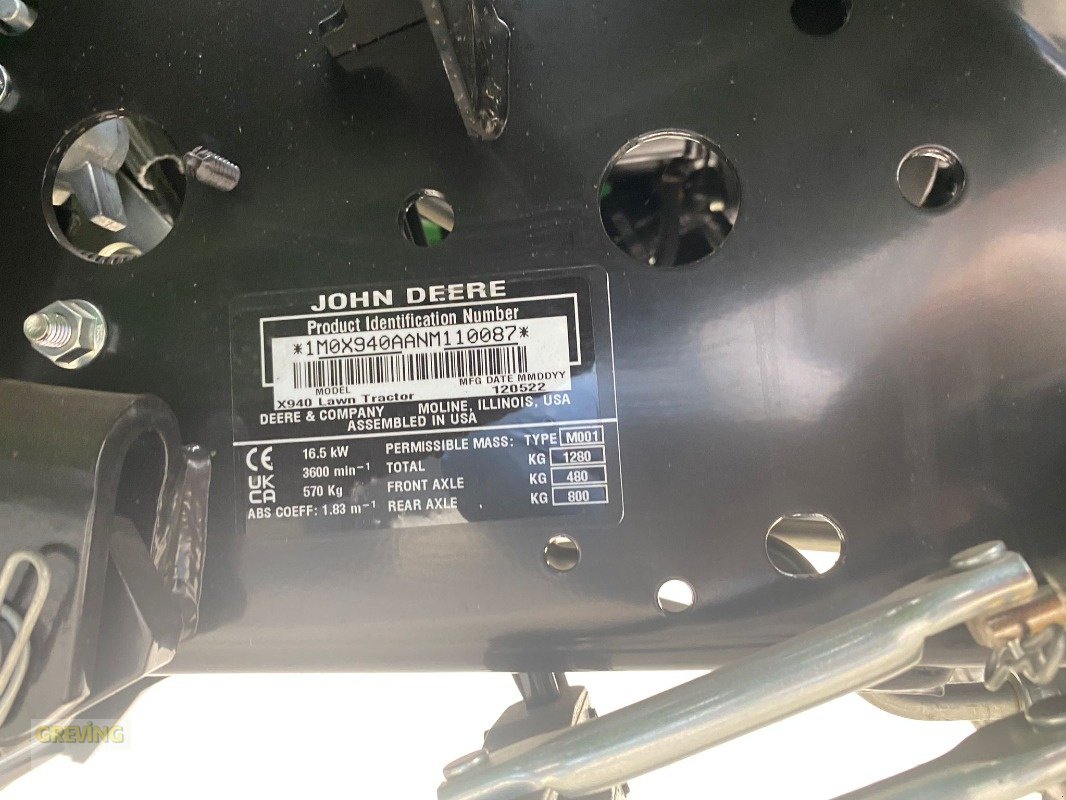 JOHN DEERE
Product Identification Number
*1M0X940AANM110087*
MODEL MFG DATE MMDDYY
X940 Lawn Tractor 120522
DEERE & COMPANY MOLINE, ILLINOIS, USA
ASSEMBLED IN USA
CE 16.5 kW PERMISSIBLE MASS: TYPE M001
3600 min⁻¹ TOTAL KG 1280
UK CA 570 Kg FRONT AXLE KG 480
ABS COEFF: 1.83 m⁻¹ REAR AXLE KG 800
GREVING